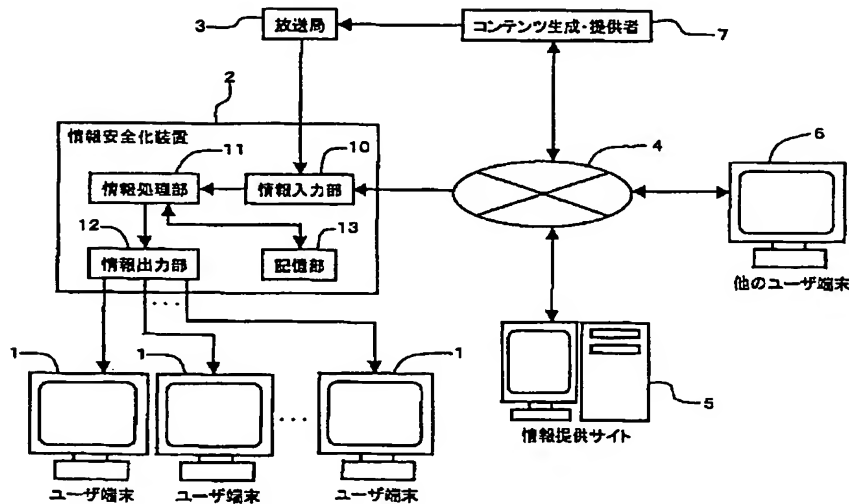 3
放送局
コンテンツ生成・提供者
7
2
情報安全化装置
11
10
情報処理部
情報入力部
4
6
12
13
情報出力部
記憶部
他のユーザ端末
1
1
1
5
情報提供サイト
ユーザ端末
ユーザ端末
ユーザ端末